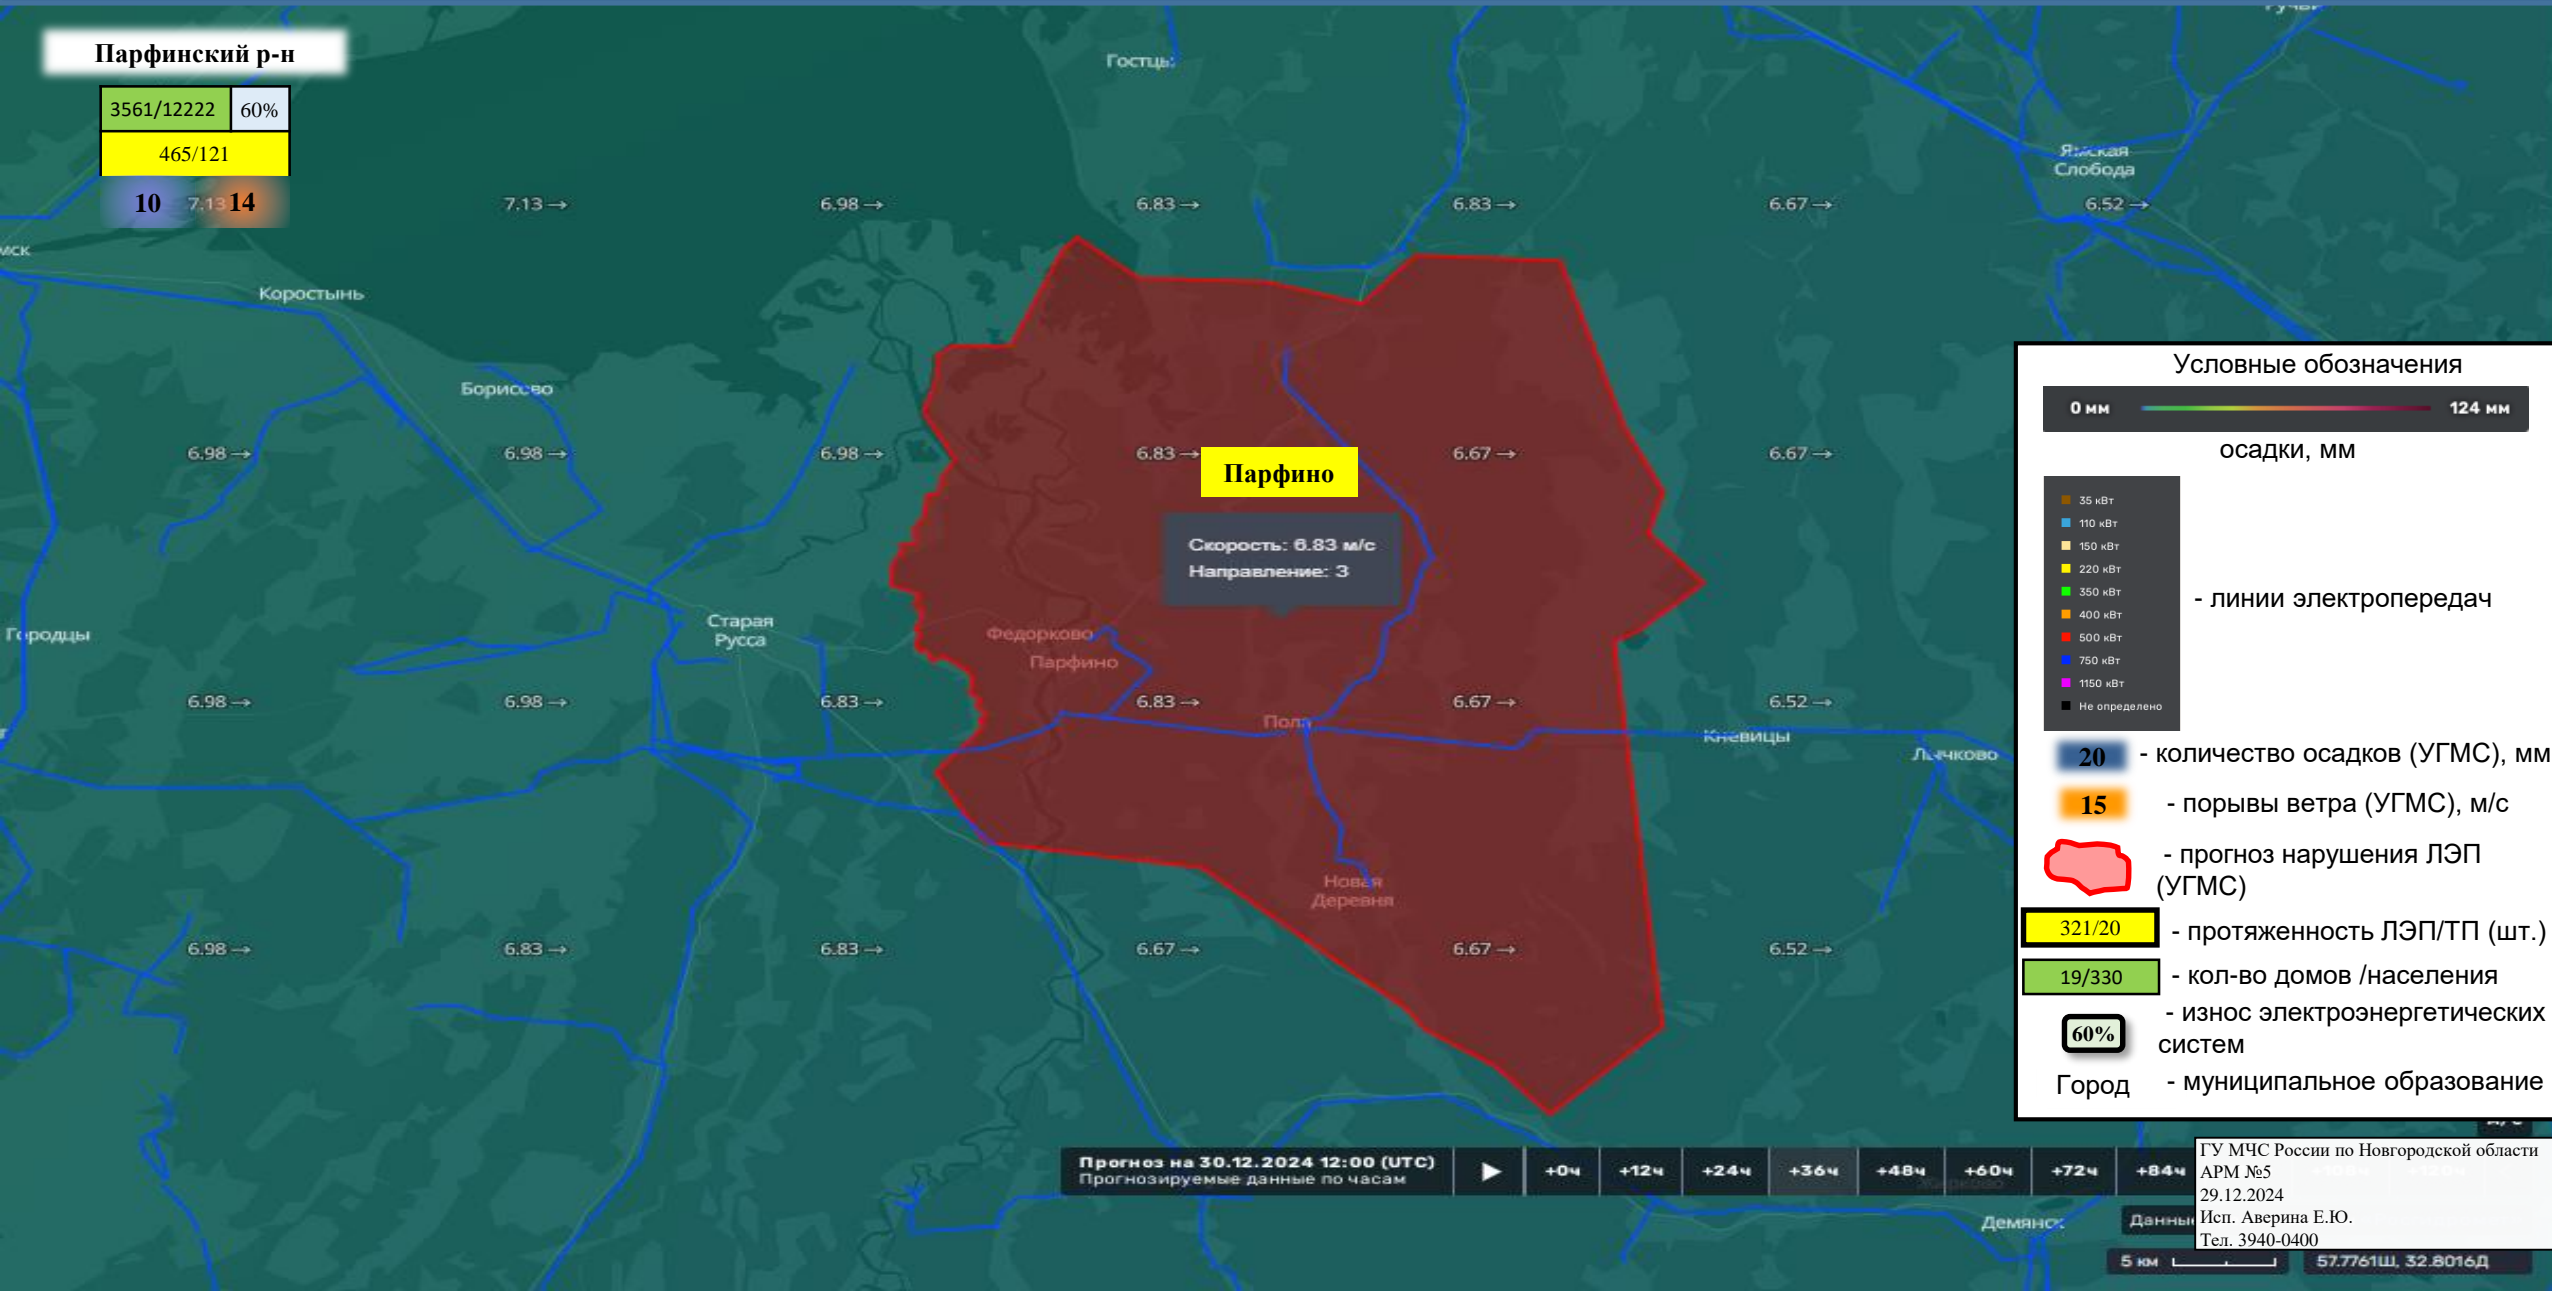 Парфинский р-н
3561/12222 60%
465/121
10 7.13 14
Гостцы
Ямская
Слобода
7.13 → 6.98 → 6.83 → 6.83 → 6.67 → 6.52 →
мск
Коростынь
Борисово
6.98 → 6.98 → 6.98 → 6.83 → 6.67 → 6.67 →
Парфино
Скорость: 6.83 м/с
Направление: З
Городцы
Старая
Русса
Федорково
Парфино
6.98 → 6.98 → 6.83 → 6.83 → 6.67 → 6.52 →
Пола
Кневицы
Лычково
Новая
Деревня
6.98 → 6.83 → 6.83 → 6.67 → 6.67 → 6.52 →
Условные обозначения
0 мм 124 мм
осадки, мм
35 кВт
110 кВт
150 кВт
220 кВт
350 кВт
400 кВт
500 кВт
750 кВт
1150 кВт
Не определено
- линии электропередач
20 - количество осадков (УГМС), мм
15 - порывы ветра (УГМС), м/с
- прогноз нарушения ЛЭП
(УГМС)
321/20 - протяженность ЛЭП/ТП (шт.)
19/330 - кол-во домов /населения
60% - износ электроэнергетических
систем
Город - муниципальное образование
Прогноз на 30.12.2024 12:00 (UTC)
Прогнозируемые данные по часам
+0ч +12ч +24ч +36ч +48ч +60ч +72ч +84ч
ГУ МЧС России по Новгородской области
АРМ №5
29.12.2024
Исп. Аверина Е.Ю.
Тел. 3940-0400
Демянск
Данны
5 км 57.7761Ш, 32.8016Д